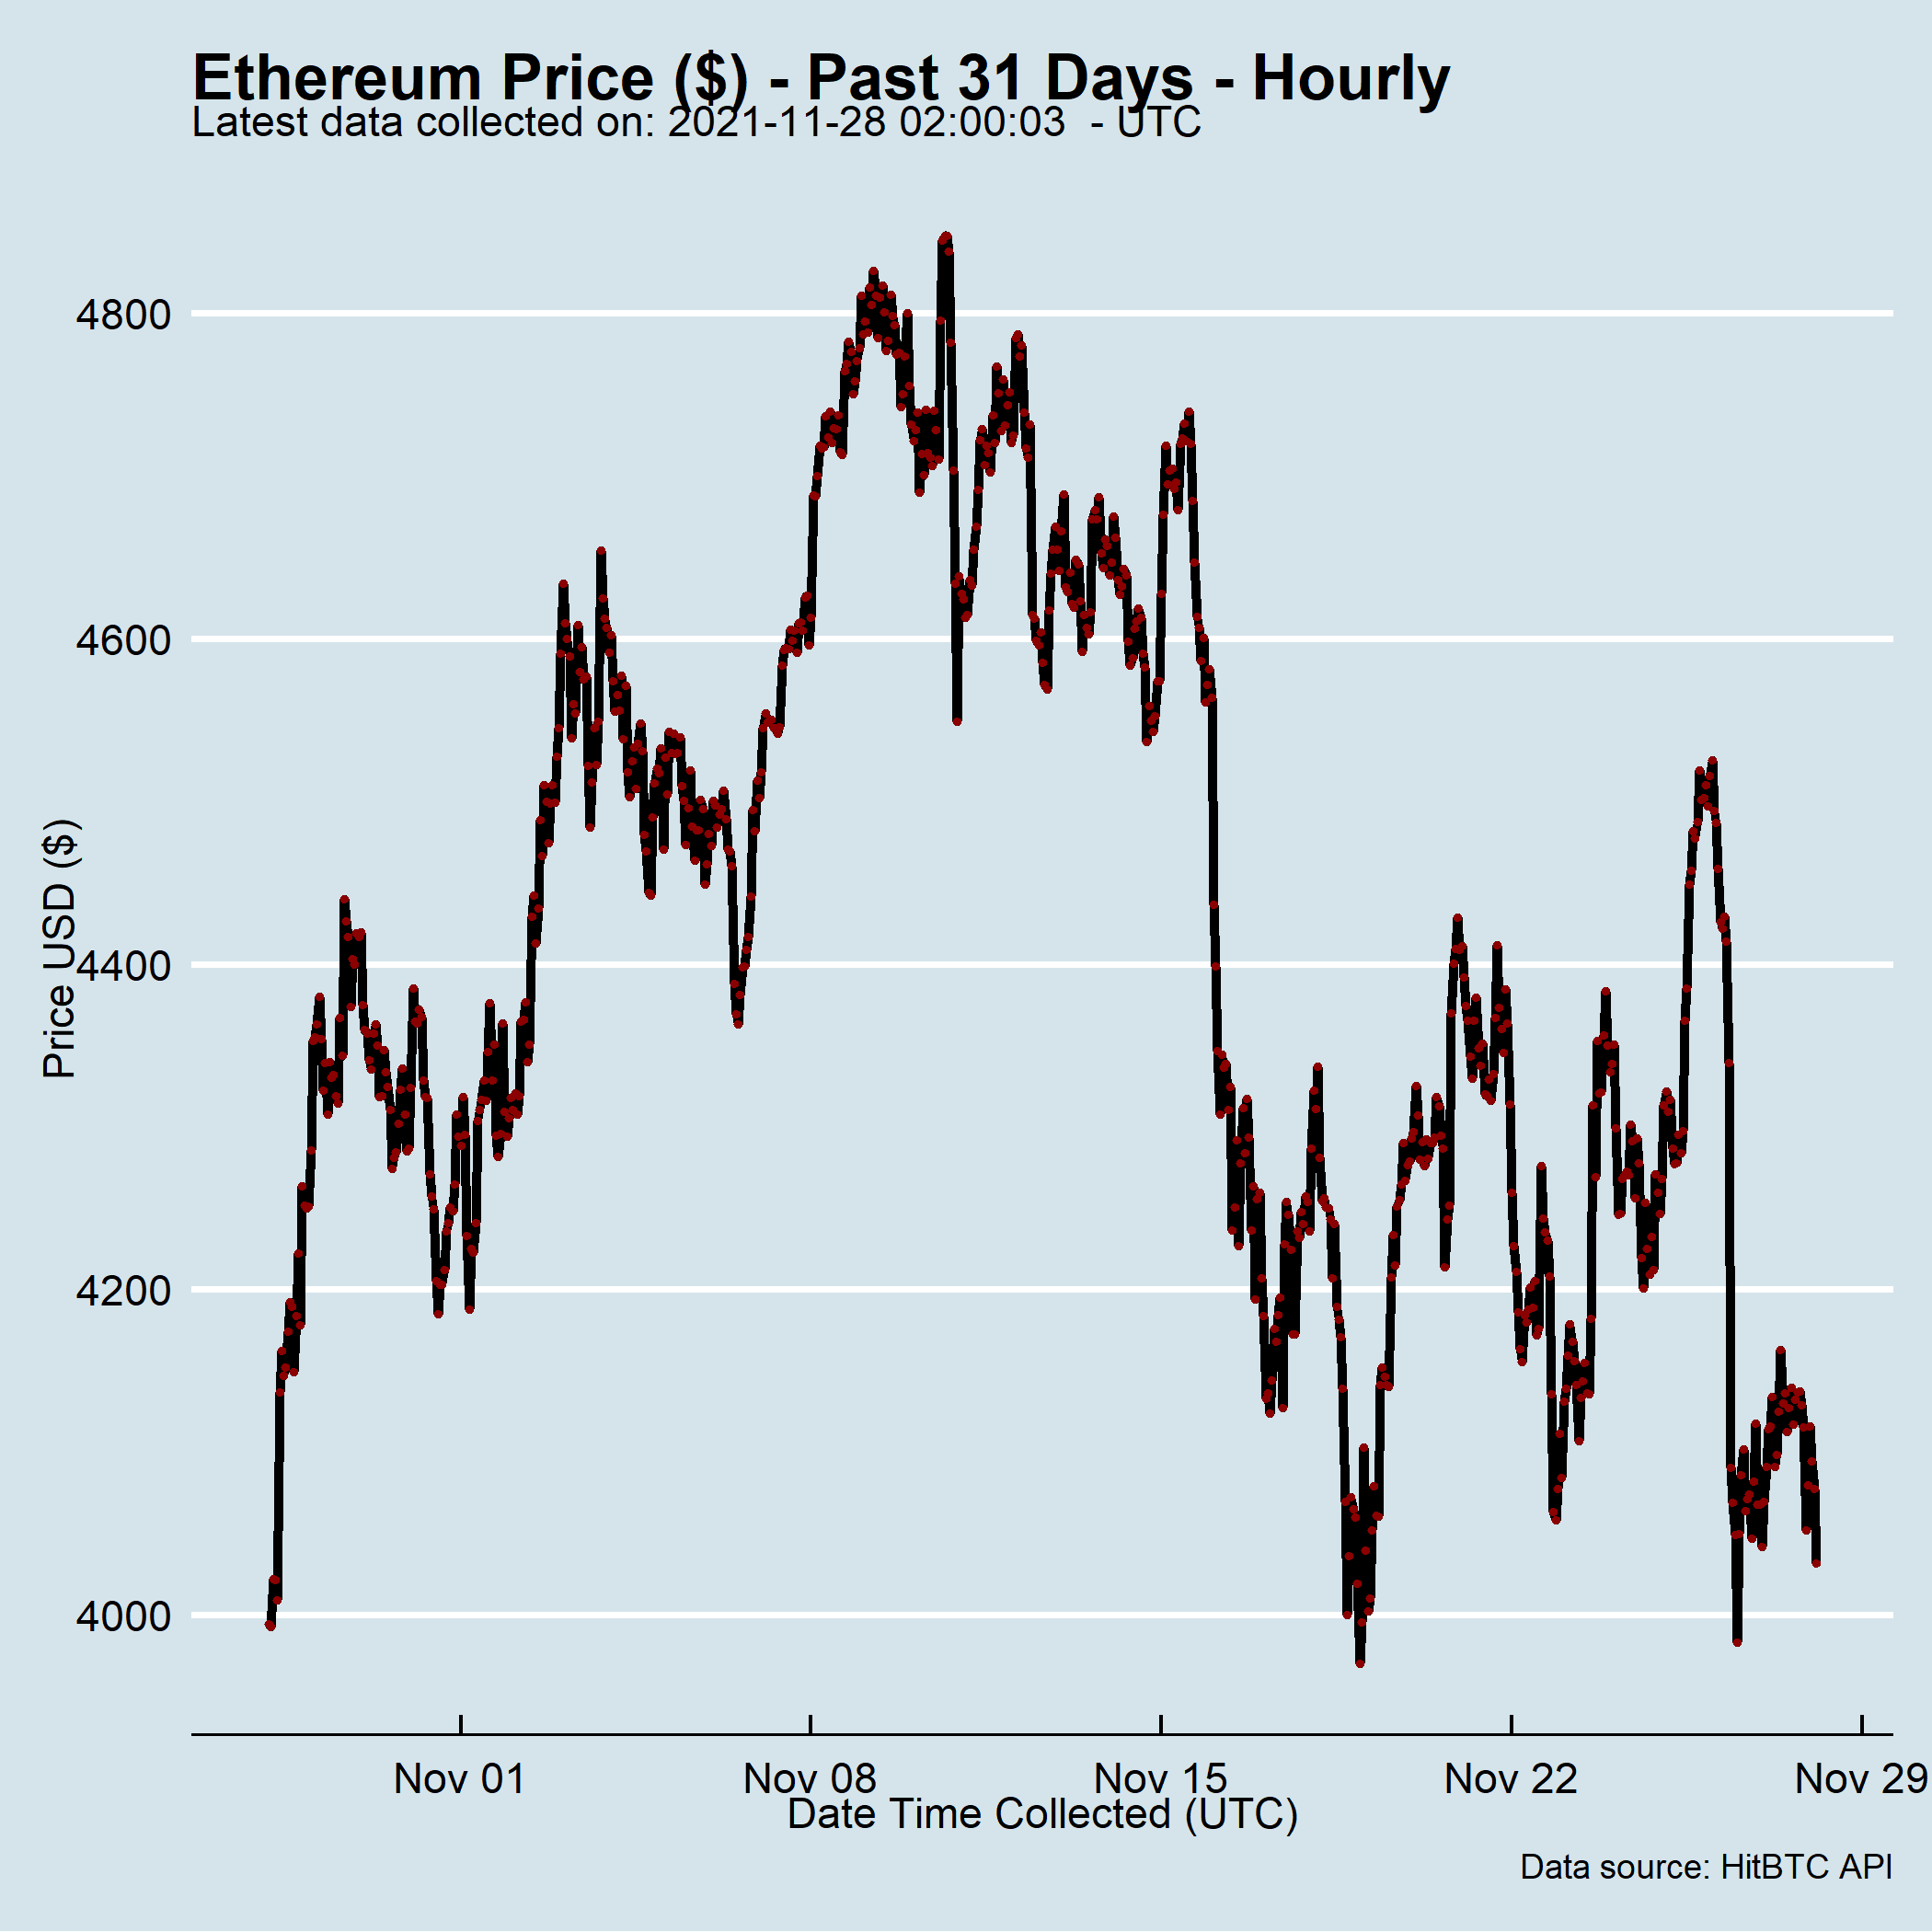 Ethereum Price ($) - Past 31 Days - Hourly
Latest data collected on: 2021-11-28 02:00:03  - UTC
4800
4600
4400
4200
4000
Price USD ($)
Nov 01 Nov 08 Nov 15 Nov 22 Nov 29
Date Time Collected (UTC)
Data source: HitBTC API